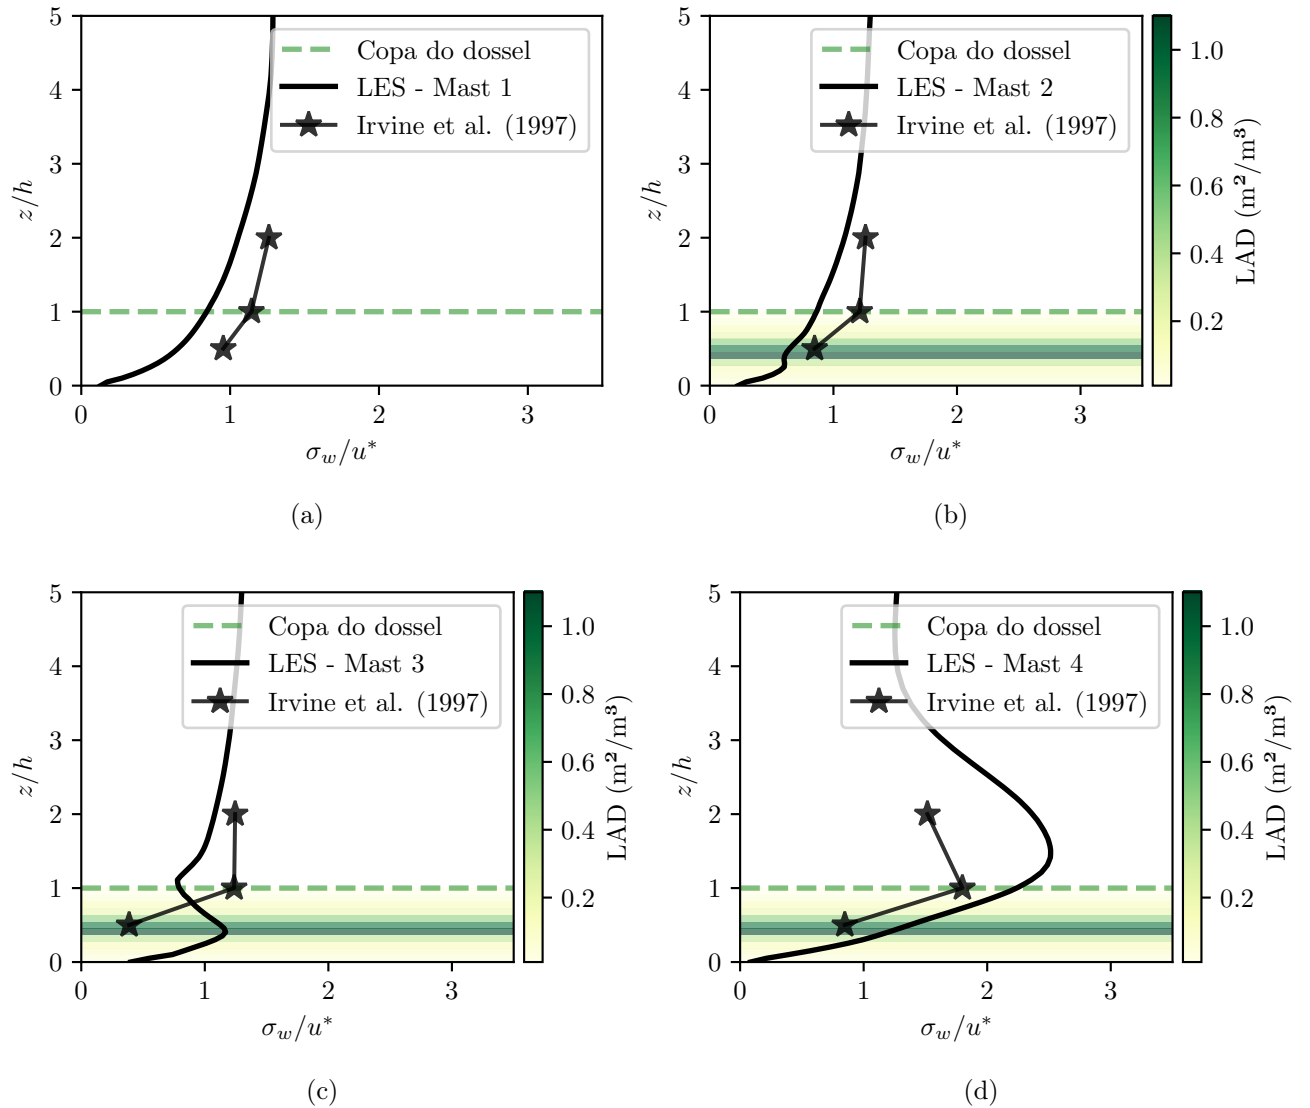 5
4
3
2
1
0
z/h
0
1
2
3
σ_w/u*
Copa do dossel
LES - Mast 1
Irvine et al. (1997)
(a)
5
4
3
2
1
0
z/h
0
1
2
3
σ_w/u*
Copa do dossel
LES - Mast 2
Irvine et al. (1997)
1.0
0.8
0.6
0.4
0.2
LAD (m²/m³)
(b)
5
4
3
2
1
0
z/h
0
1
2
3
σ_w/u*
Copa do dossel
LES - Mast 3
Irvine et al. (1997)
1.0
0.8
0.6
0.4
0.2
LAD (m²/m³)
(c)
5
4
3
2
1
0
z/h
0
1
2
3
σ_w/u*
Copa do dossel
LES - Mast 4
Irvine et al. (1997)
1.0
0.8
0.6
0.4
0.2
LAD (m²/m³)
(d)